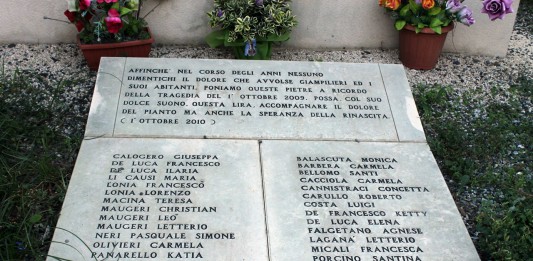 AFFINCHE' NEL CORSO DEGLI ANNI NESSUNO
DIMENTICHI IL DOLORE CHE AVVOLSE GIAMPILIERI ED I
SUOI ABITANTI, PONIAMO QUESTE PIETRE A RICORDO
DELLA TRAGEDIA DEL 1° OTTOBRE 2009. POSSA, COL SUO
DOLCE SUONO, QUESTA LIRA, ACCOMPAGNARE IL DOLORE
DEL PIANTO MA ANCHE LA SPERANZA DELLA RINASCITA.
( 1° OTTOBRE 2010 )
CALOGERO GIUSEPPA
DE LUCA FRANCESCO
DE LUCA ILARIA
LI CAUSI MARIA
LONIA FRANCESCO
LONIA LORENZO
MACINA TERESA
MAUGERI CHRISTIAN
MAUGERI LEO
MAUGERI LETTERIO
NERI PASQUALE SIMONE
OLIVIERI CARMELA
PANARELLO KATIA
BALASCUTA MONICA
BARBERA CARMELA
BELLOMO SANTI
CACCIOLA CARMELA
CANNISTRACI CONCETTA
CARULLO ROBERTO
COSTA LUIGI
DE FRANCESCO KETTY
DE LUCA ELENA
FALGETANO AGNESE
LAGANÀ LETTERIO
MICALI FRANCESCA
PORCINO SANTINA